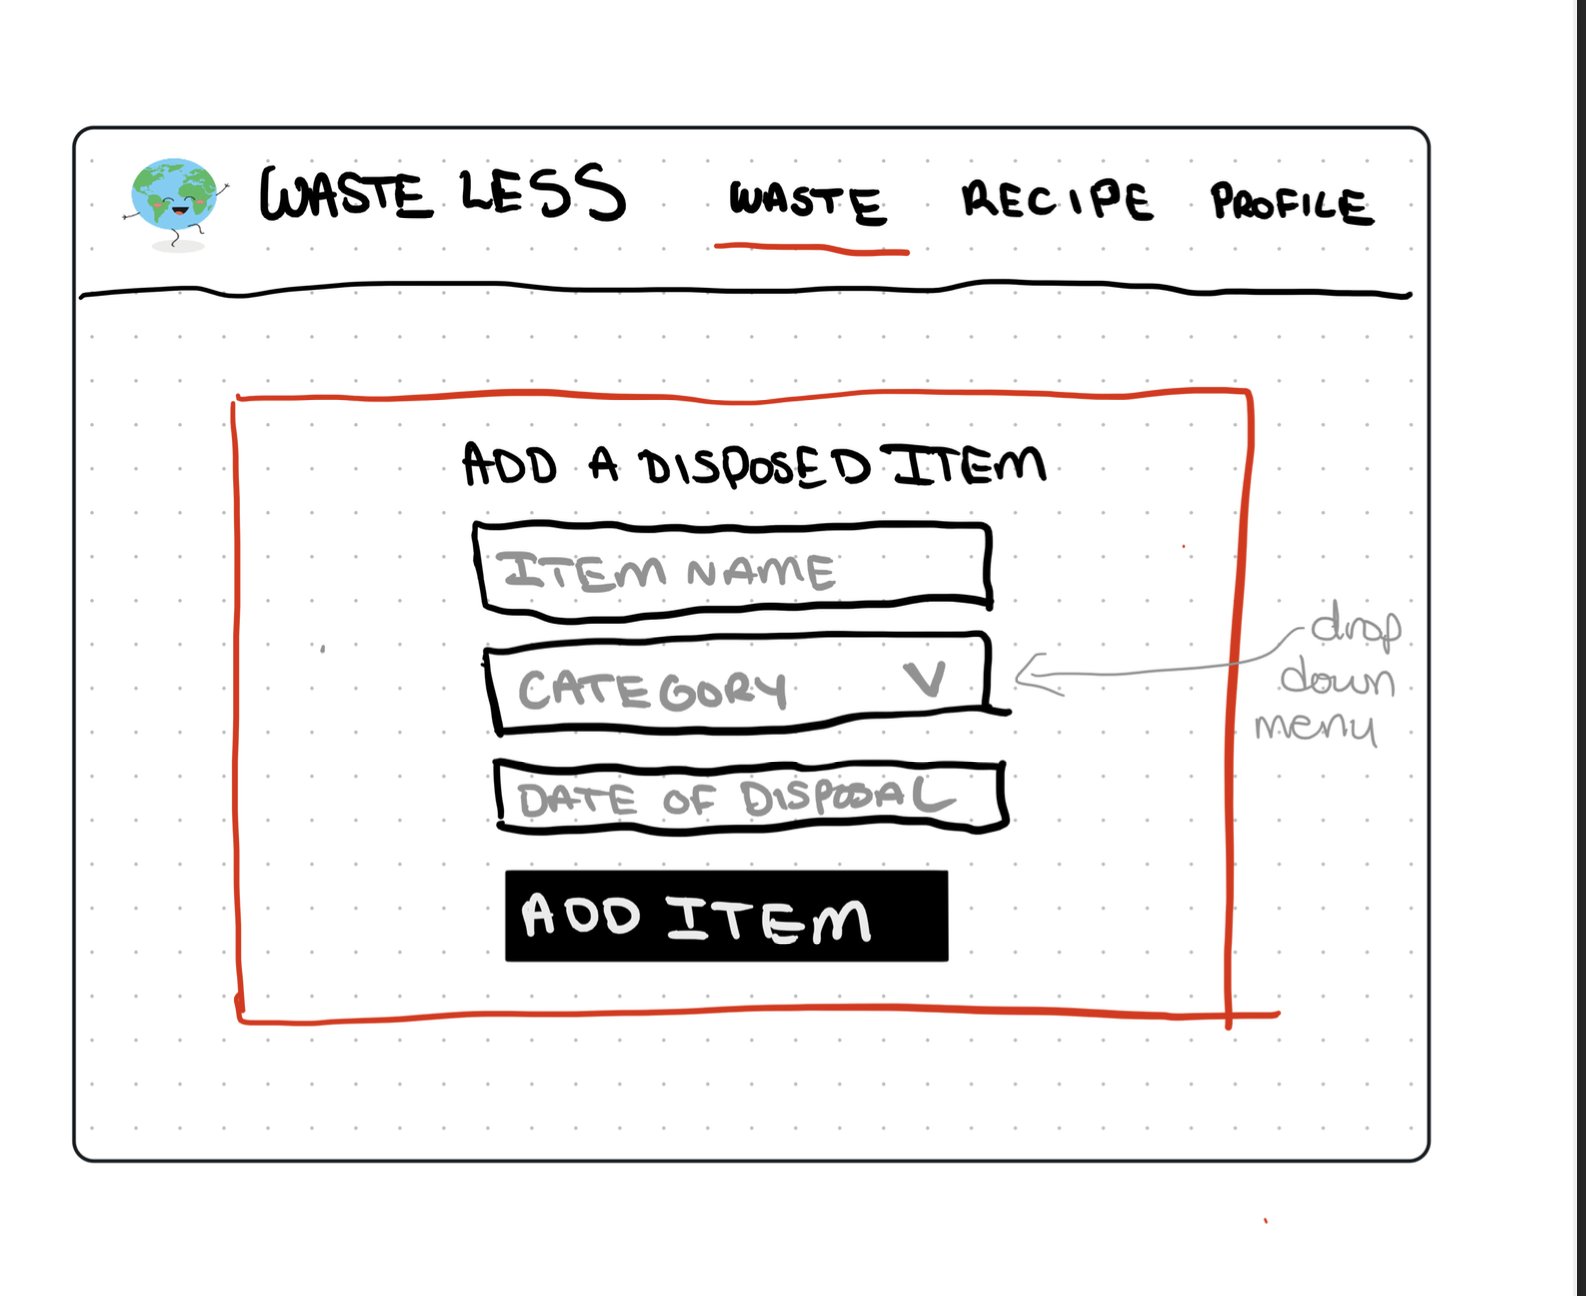 WASTE LESS WASTE RECIPE PROFILE
ADD A DISPOSED ITEM
ITEM NAME
CATEGORY V
drop
down
menu
DATE OF DISPOSAL
ADD ITEM